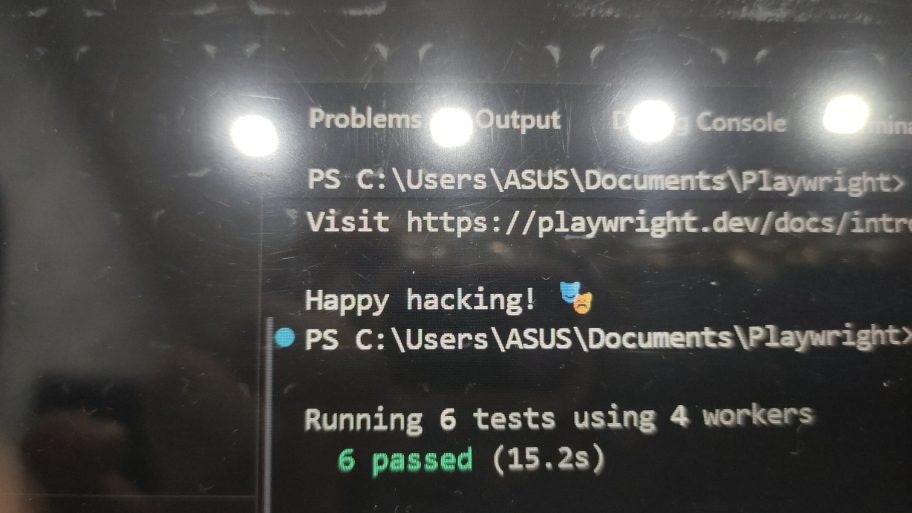 Problems Output Console
PS C:\Users\ASUS\Documents\Playwright>
Visit https://playwright.dev/docs/intro
Happy hacking! 🎭
PS C:\Users\ASUS\Documents\Playwright>
Running 6 tests using 4 workers
6 passed (15.2s)